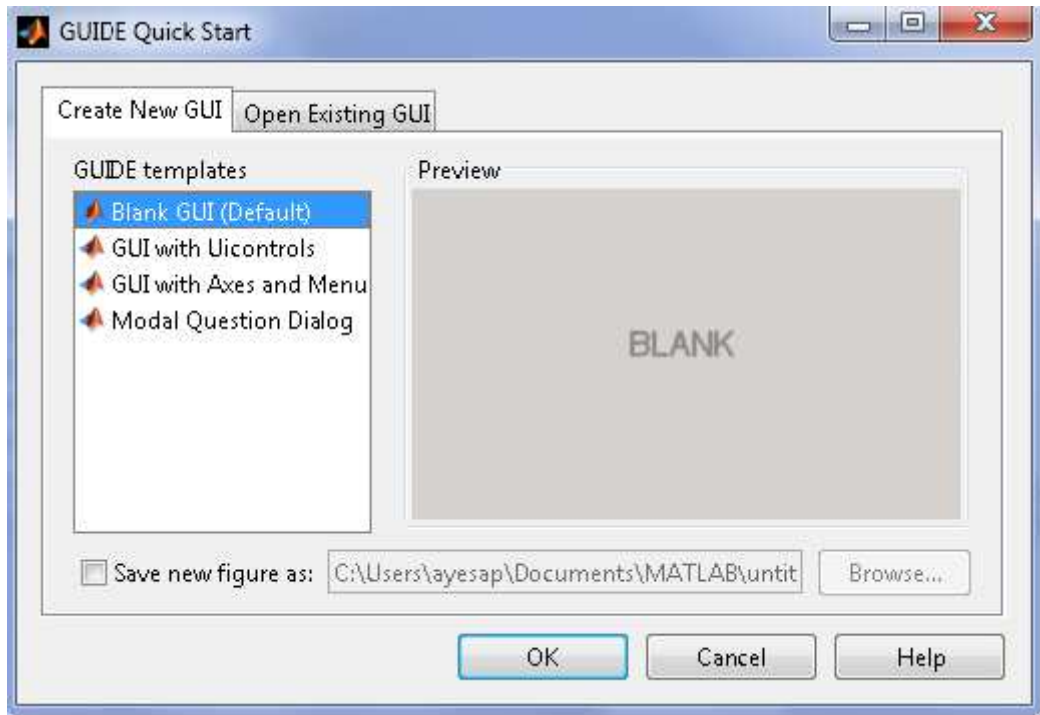 GUIDE Quick Start
Create New GUI
Open Existing GUI
GUIDE templates
Preview
Blank GUI (Default)
GUI with Uicontrols
GUI with Axes and Menu
Modal Question Dialog
BLANK
Save new figure as:
C:\Users\ayesap\Documents\MATLAB\untit
Browse...
OK
Cancel
Help